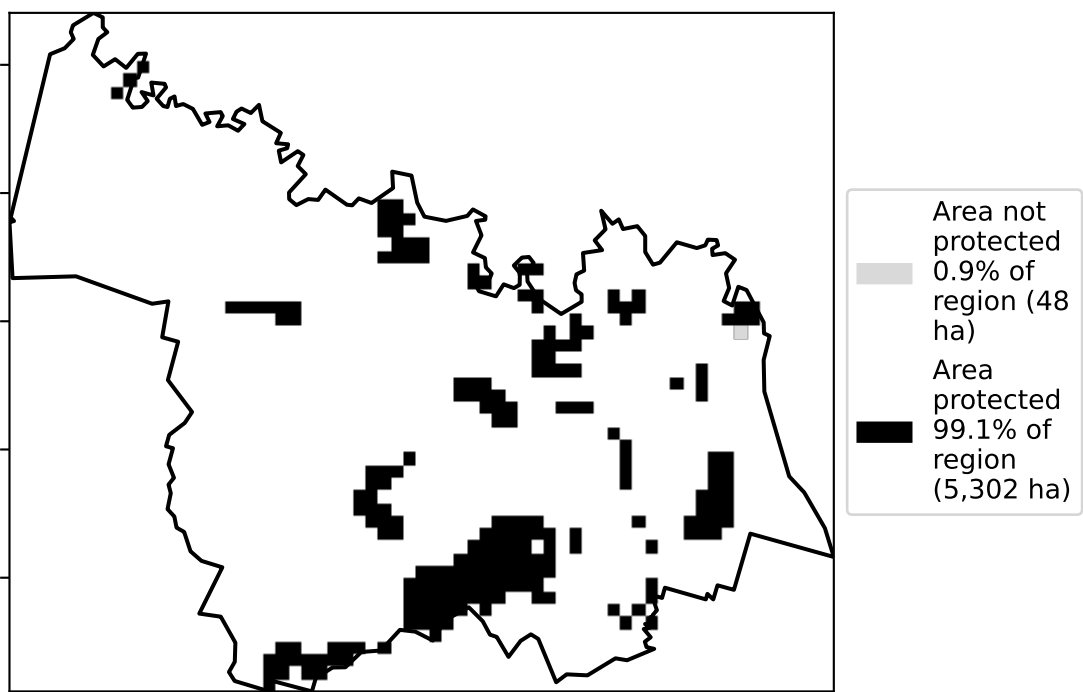 Area not
protected
0.9% of
region (48
ha)
Area
protected
99.1% of
region
(5,302 ha)